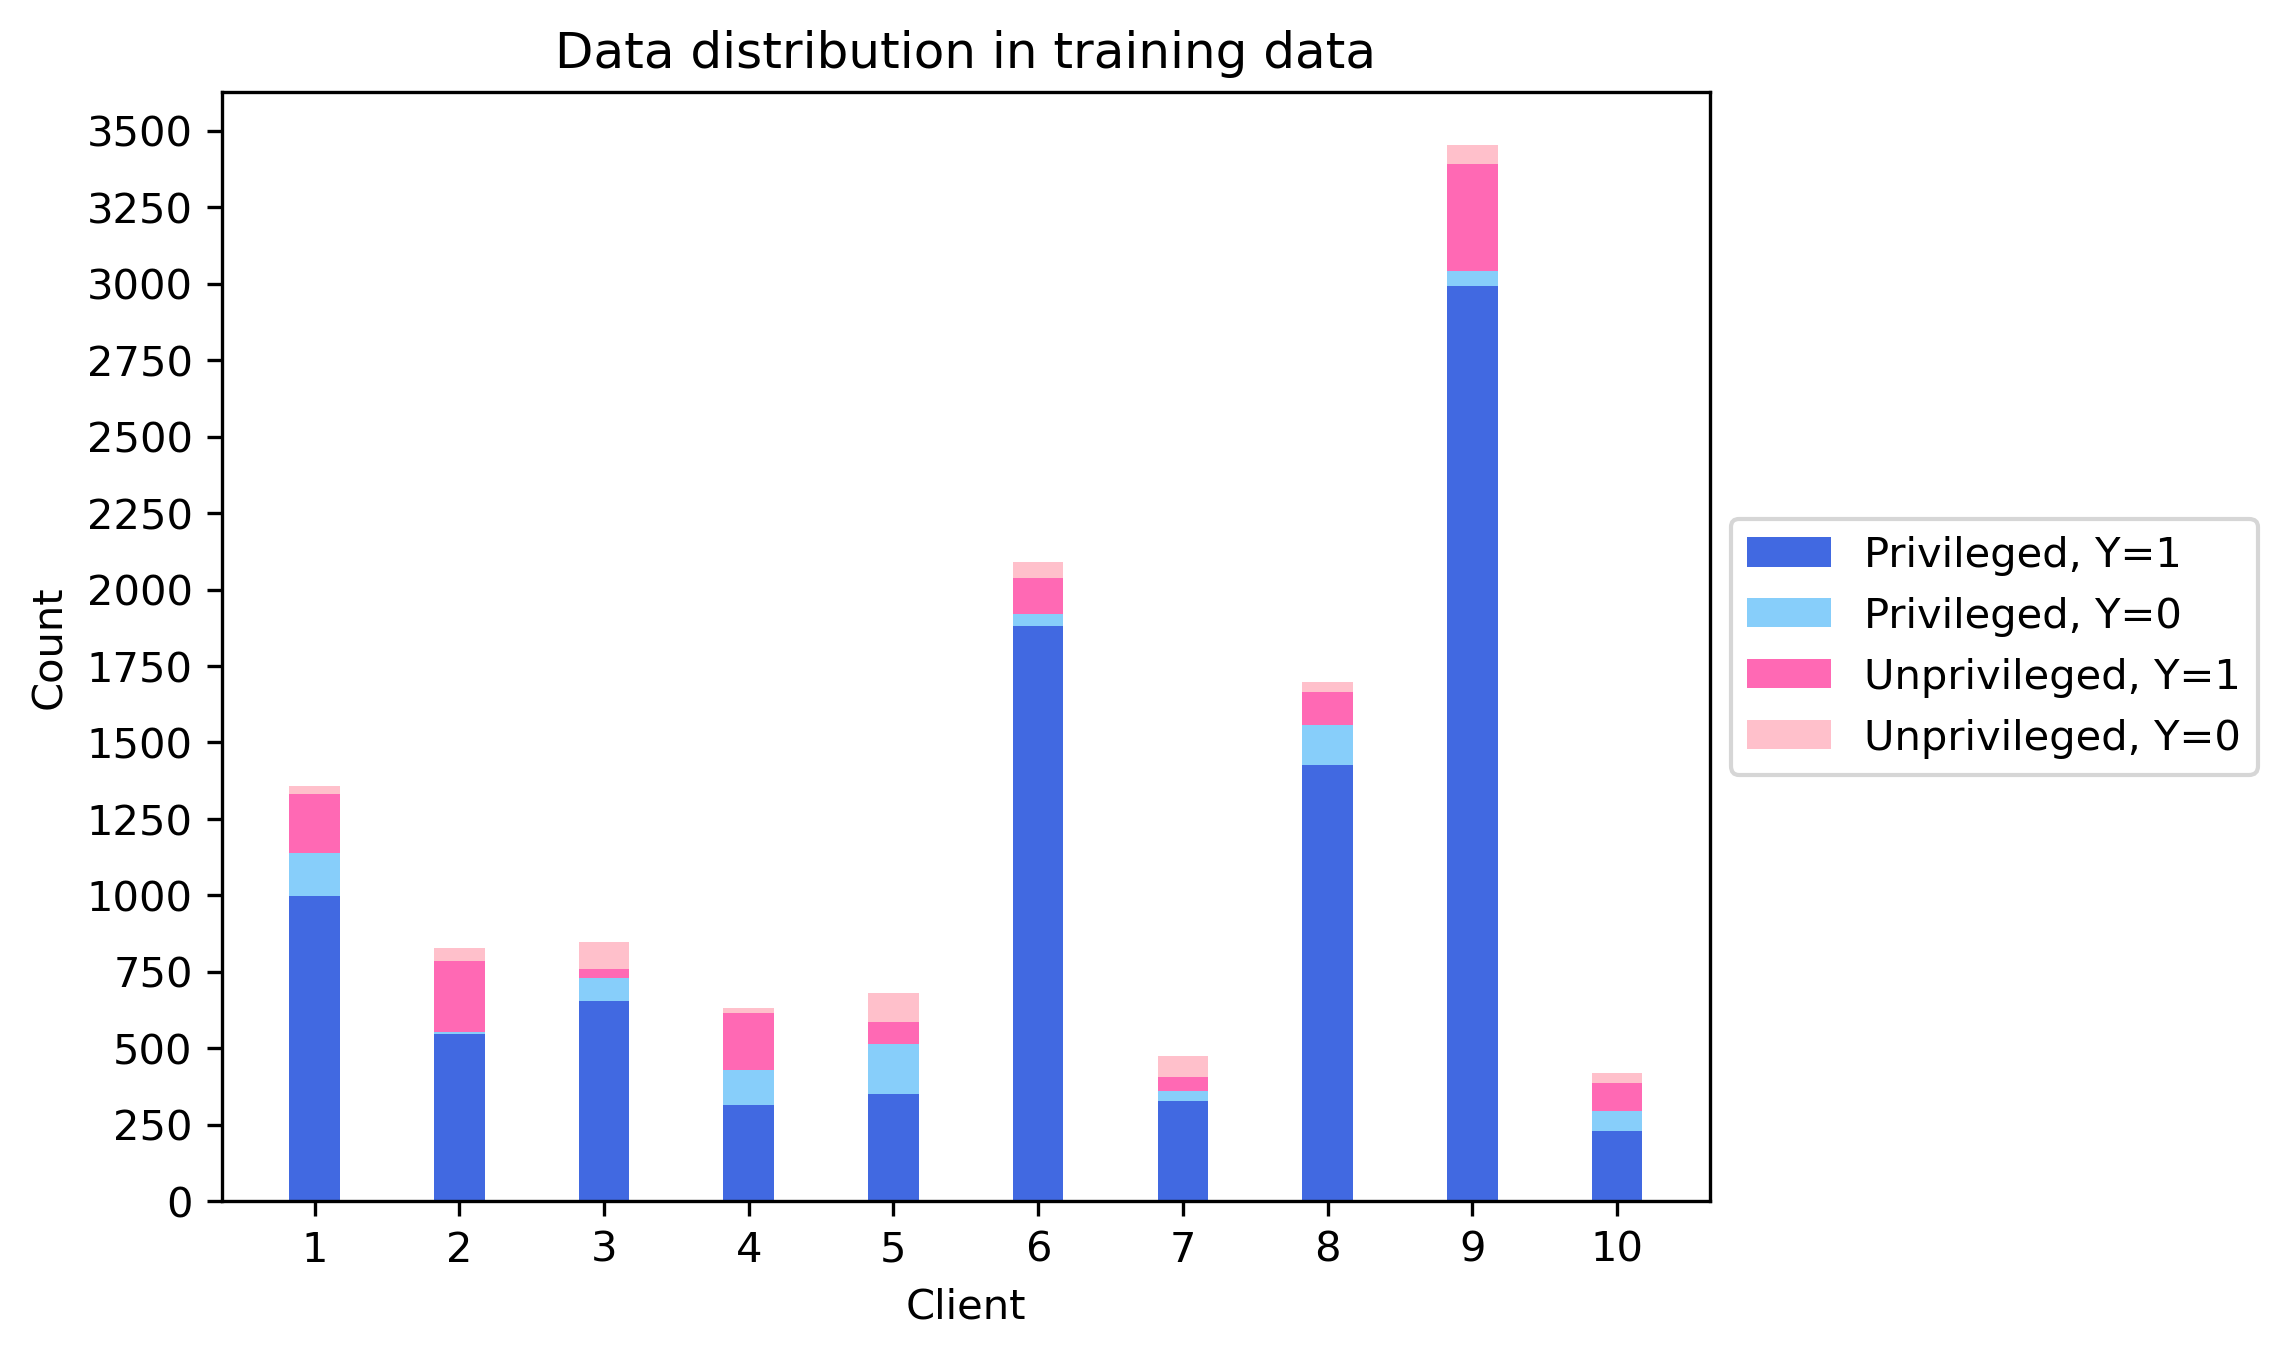 Data distribution in training data
Count
3500
3250
3000
2750
2500
2250
2000
1750
1500
1250
1000
750
500
250
0
1 2 3 4 5 6 7 8 9 10
Client
Privileged, Y=1
Privileged, Y=0
Unprivileged, Y=1
Unprivileged, Y=0